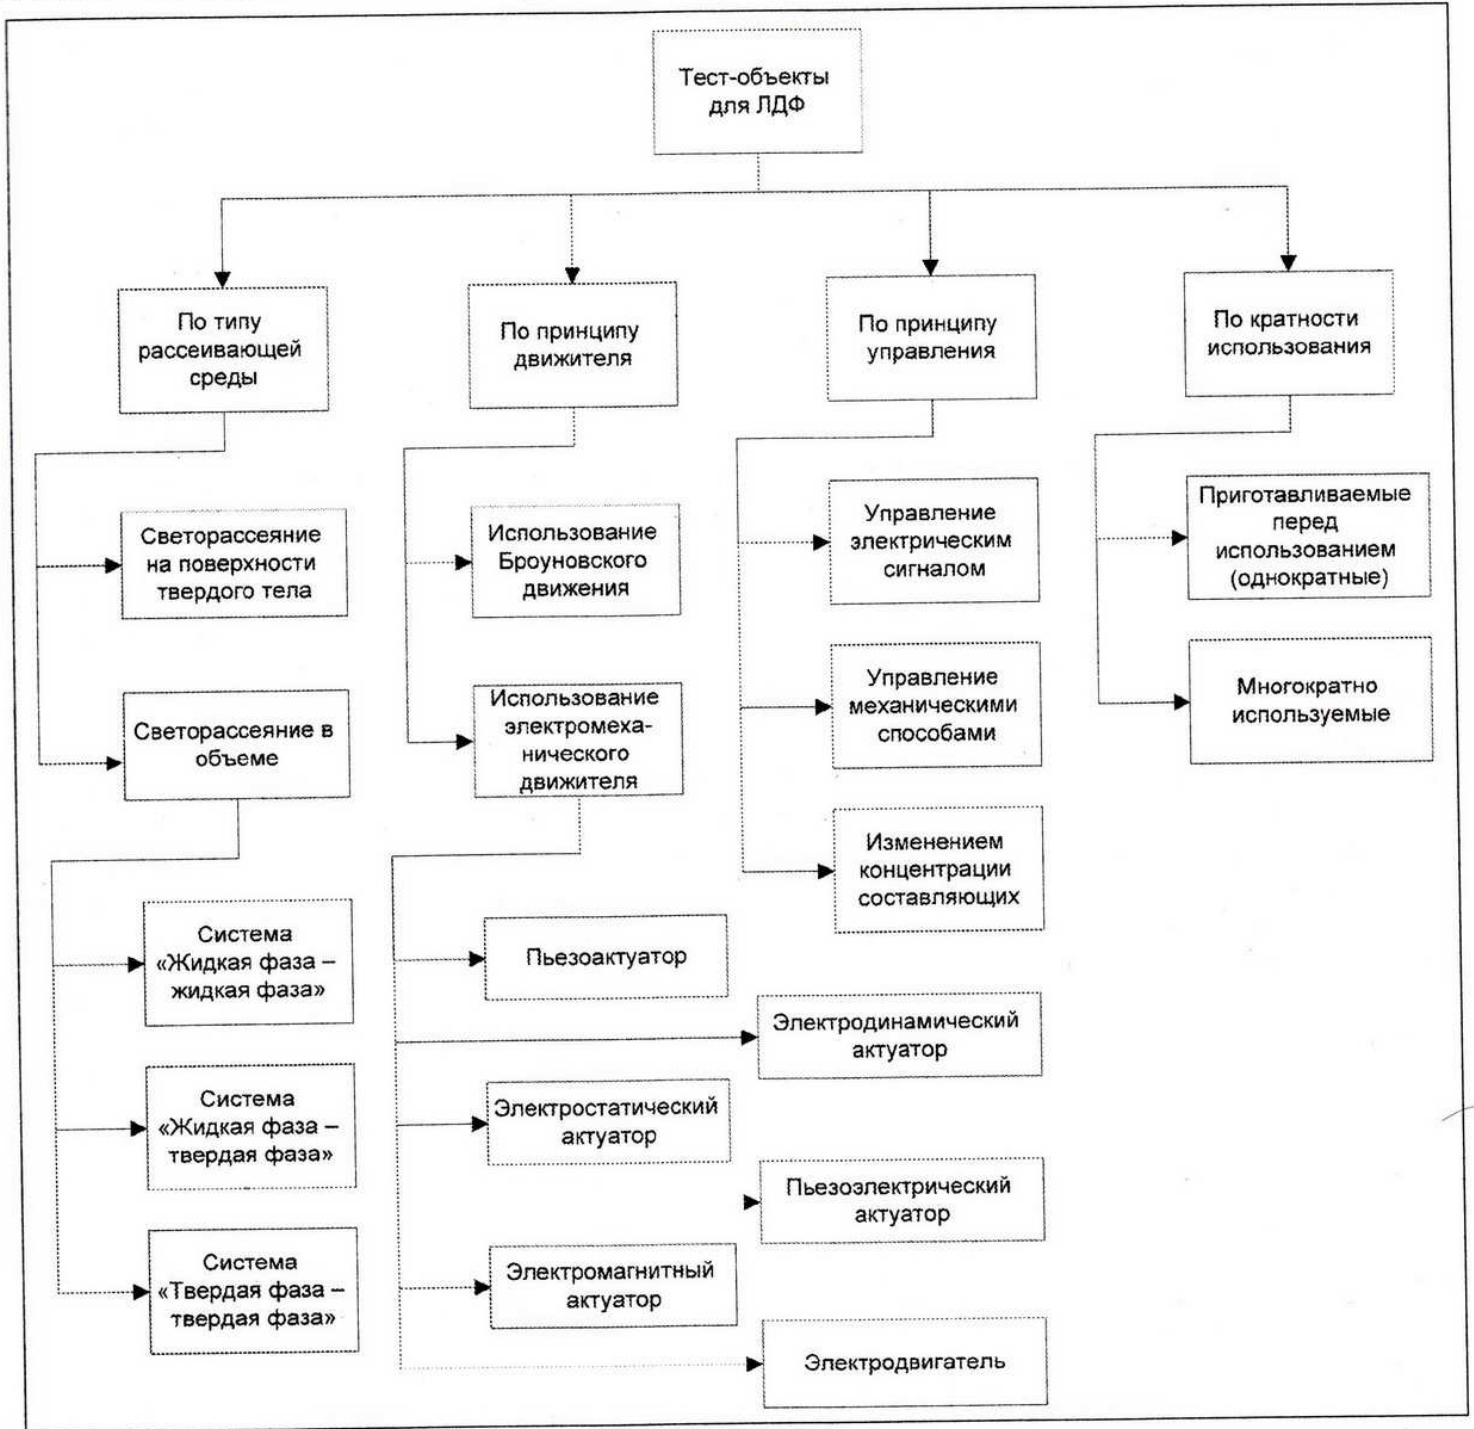 Тест-объекты
для ЛДФ
По типу
рассеивающей
среды
По принципу
движителя
По принципу
управления
По кратности
использования
Светорассеяние
на поверхности
твердого тела
Светорассеяние в
объеме
Система
«Жидкая фаза –
жидкая фаза»
Система
«Жидкая фаза –
твердая фаза»
Система
«Твердая фаза –
твердая фаза»
Использование
Броуновского
движения
Использование
электромеха-
нического
движителя
Пьезоактуатор
Электродинамический
актуатор
Электростатический
актуатор
Пьезоэлектрический
актуатор
Электромагнитный
актуатор
Электродвигатель
Управление
электрическим
сигналом
Управление
механическими
способами
Изменением
концентрации
составляющих
Приготавливаемые
перед
использованием
(однократные)
Многократно
используемые